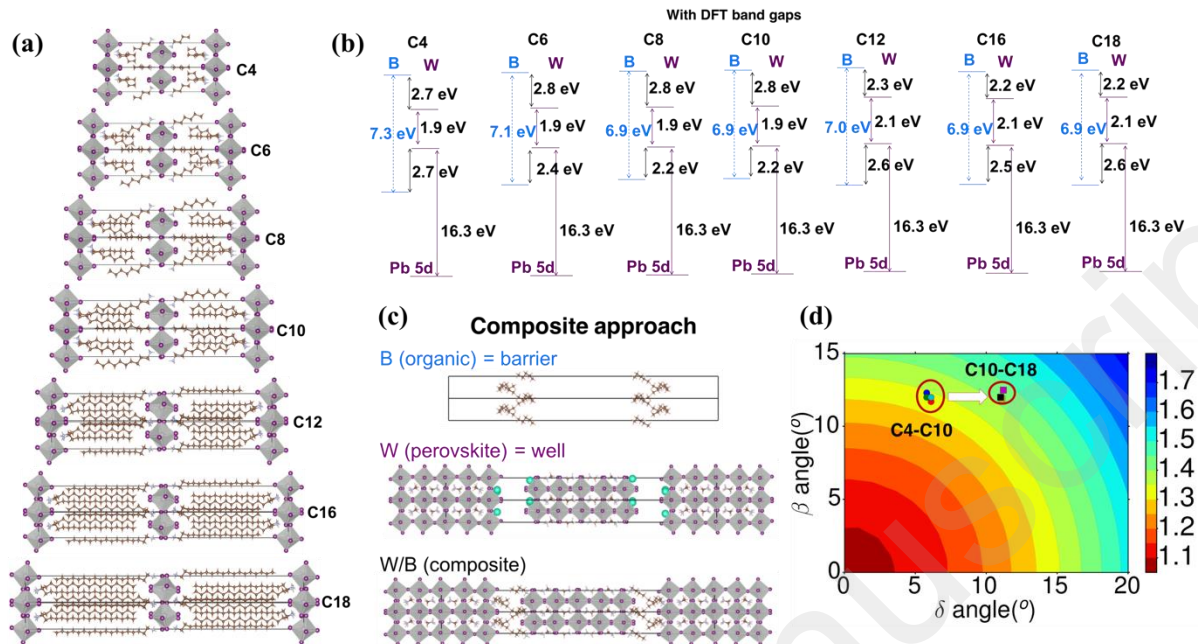 (a)
C4
C6
C8
C10
C12
C16
C18
(b)
With DFT band gaps
C4 C6 C8 C10 C12 C16 C18
B W B W B W B W B W B W B W
2.7 eV 2.8 eV 2.8 eV 2.8 eV 2.3 eV 2.2 eV 2.2 eV
7.3 eV 1.9 eV 7.1 eV 1.9 eV 6.9 eV 1.9 eV 6.9 eV 1.9 eV 7.0 eV 2.1 eV 6.9 eV 2.1 eV 6.9 eV 2.1 eV
2.7 eV 2.4 eV 2.2 eV 2.2 eV 2.6 eV 2.5 eV 2.6 eV
16.3 eV 16.3 eV 16.3 eV 16.3 eV 16.3 eV 16.3 eV 16.3 eV
Pb 5d Pb 5d Pb 5d Pb 5d Pb 5d Pb 5d Pb 5d
(c)
Composite approach
B (organic) = barrier
W (perovskite) = well
W/B (composite)
(d)
15
10
5
0
β angle(°)
C10-C18
C4-C10
0 5 10 15 20
δ angle(°)
1.7
1.6
1.5
1.4
1.3
1.2
1.1